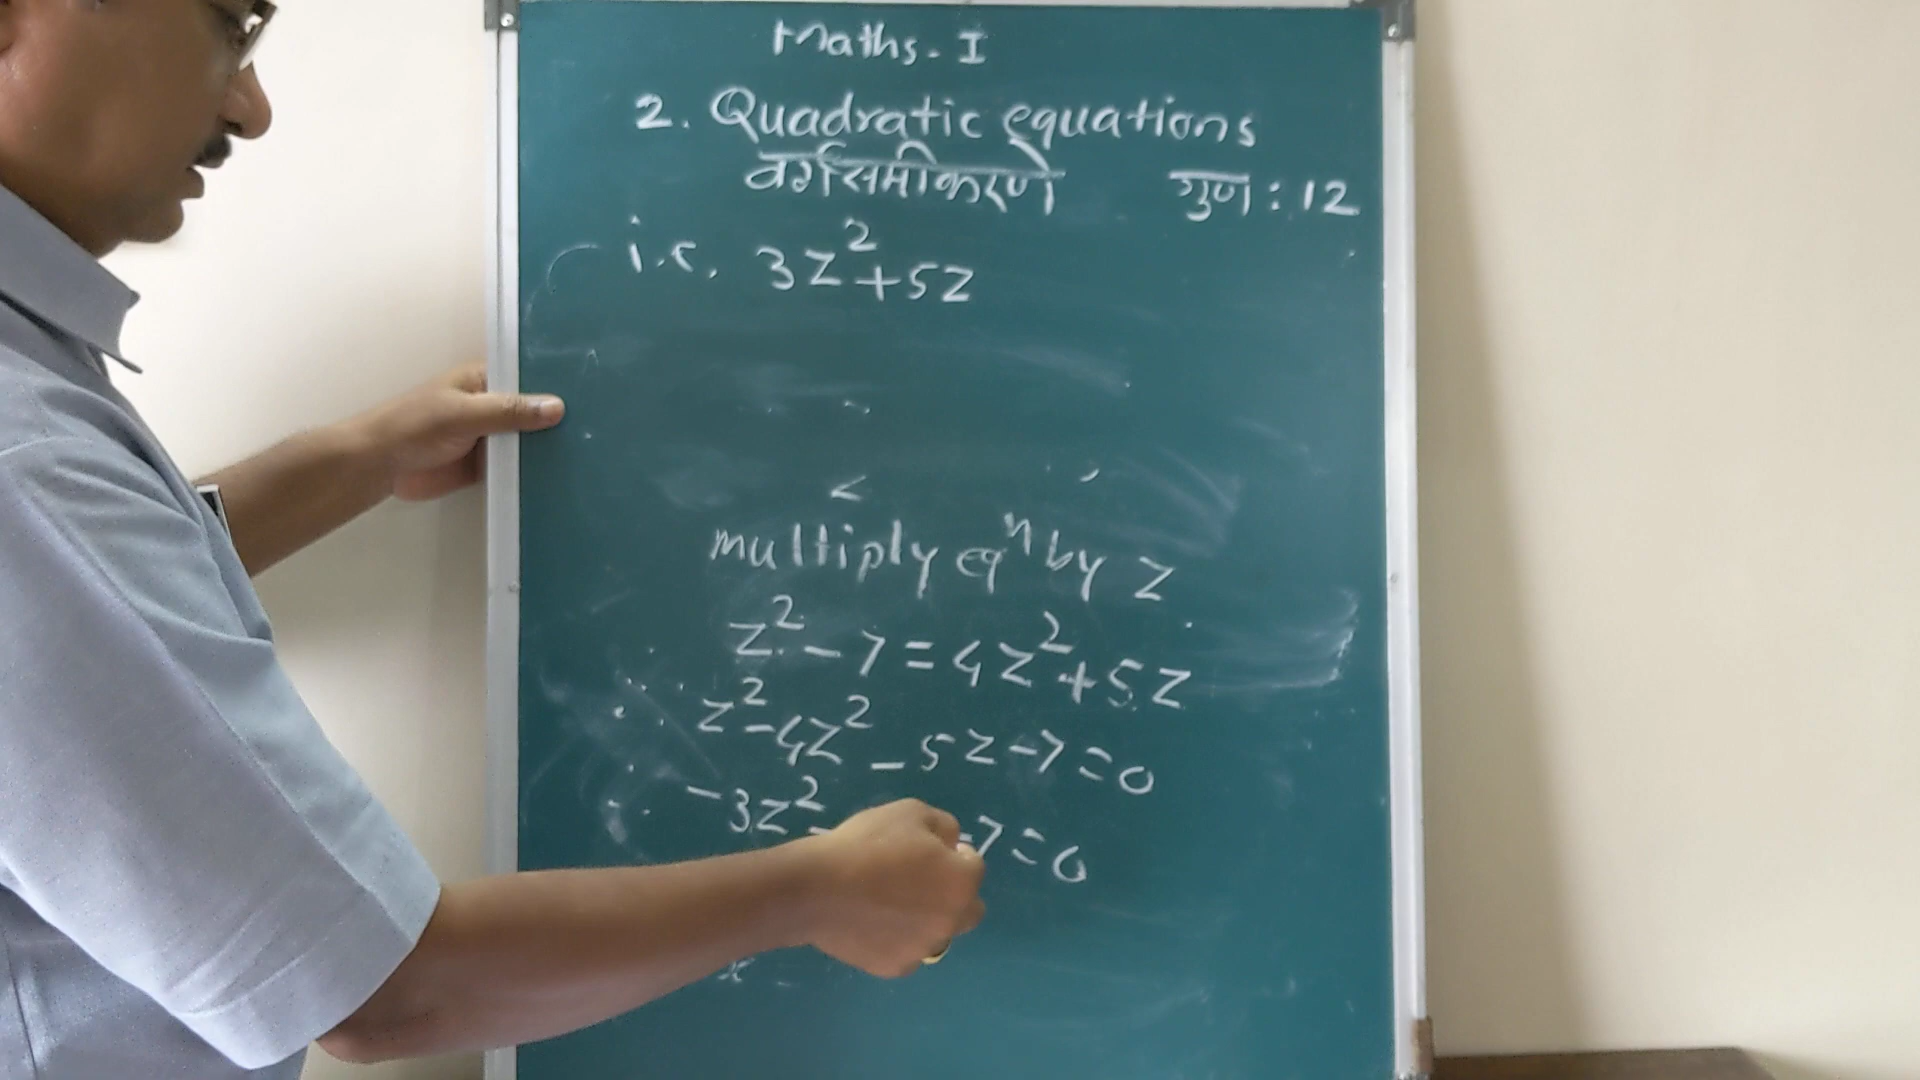 Maths. I
2. Quadratic equations
वर्गसमीकरणे गुण : 12
i.e. 3z²+5z
multiply eqⁿ by z
z² - 7 = 4z² + 5z
∴ z² - 4z² - 5z - 7 = 0
∴ -3z² - -7 = 0